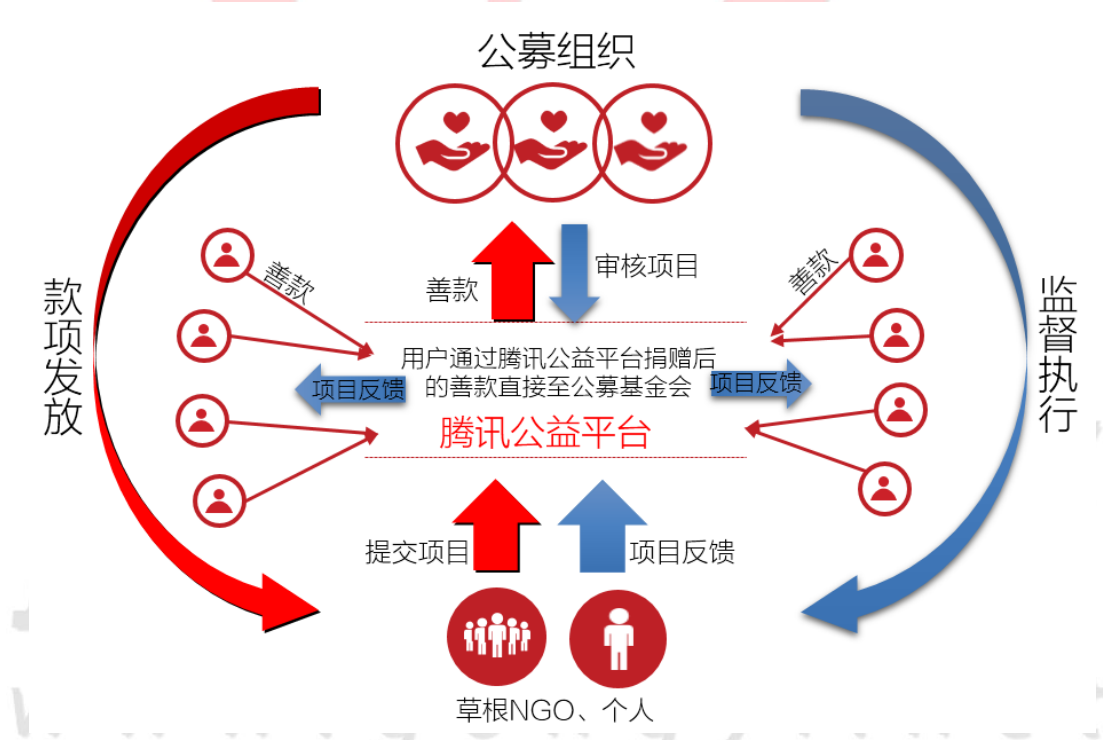 公募组织
善款
审核项目
善款
善款
款项发放
监督执行
用户通过腾讯公益平台捐赠后
的善款直接至公募基金会
项目反馈
项目反馈
腾讯公益平台
提交项目
项目反馈
草根NGO、个人